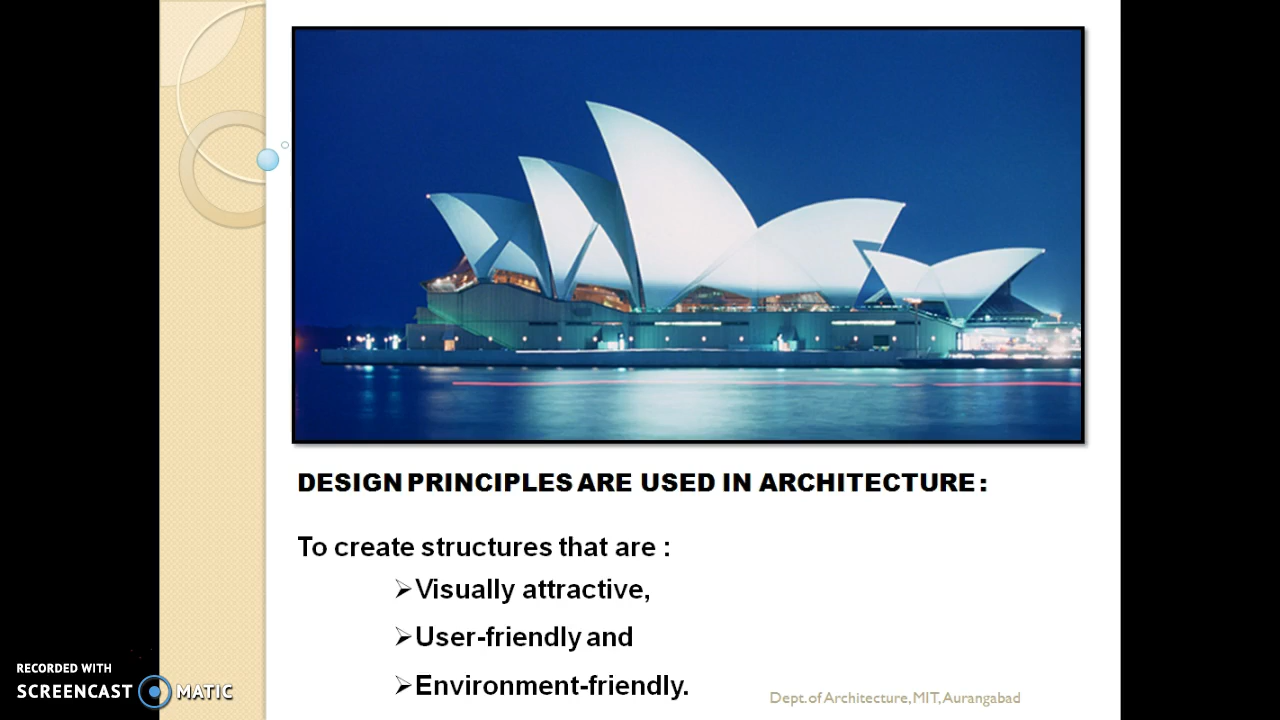 DESIGN PRINCIPLES ARE USED IN ARCHITECTURE :
To create structures that are :
➢Visually attractive,
➢User-friendly and
➢Environment-friendly.
Dept.of Architecture,MIT,Aurangabad
RECORDED WITH
SCREENCAST MATIC